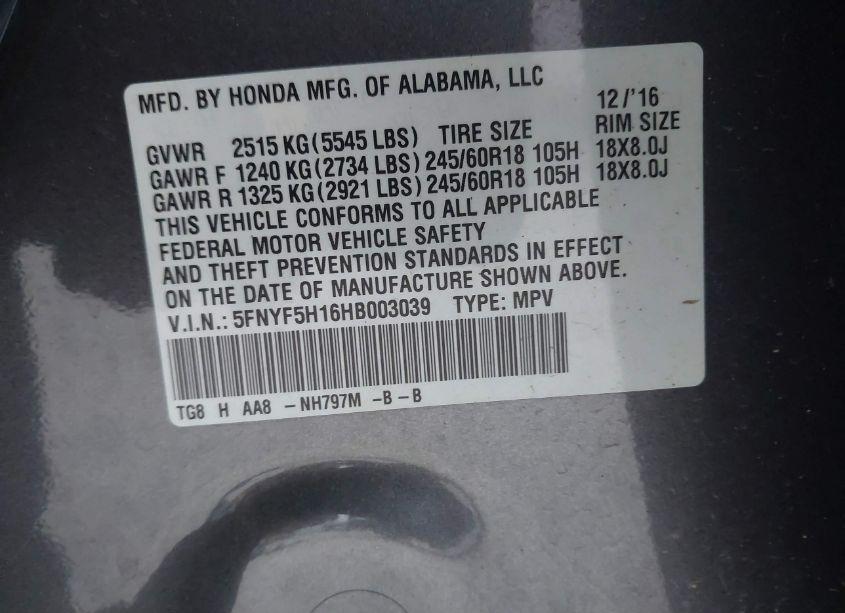 MFD. BY HONDA MFG. OF ALABAMA, LLC
12/'16
GVWR 2515 KG(5545 LBS) TIRE SIZE RIM SIZE
GAWR F 1240 KG(2734 LBS) 245/60R18 105H 18X8.0J
GAWR R 1325 KG(2921 LBS) 245/60R18 105H 18X8.0J
THIS VEHICLE CONFORMS TO ALL APPLICABLE
FEDERAL MOTOR VEHICLE SAFETY
AND THEFT PREVENTION STANDARDS IN EFFECT
ON THE DATE OF MANUFACTURE SHOWN ABOVE.
V.I.N.: 5FNYF5H16HB003039 TYPE: MPV
TG8 H AA8 -NH797M -B -B